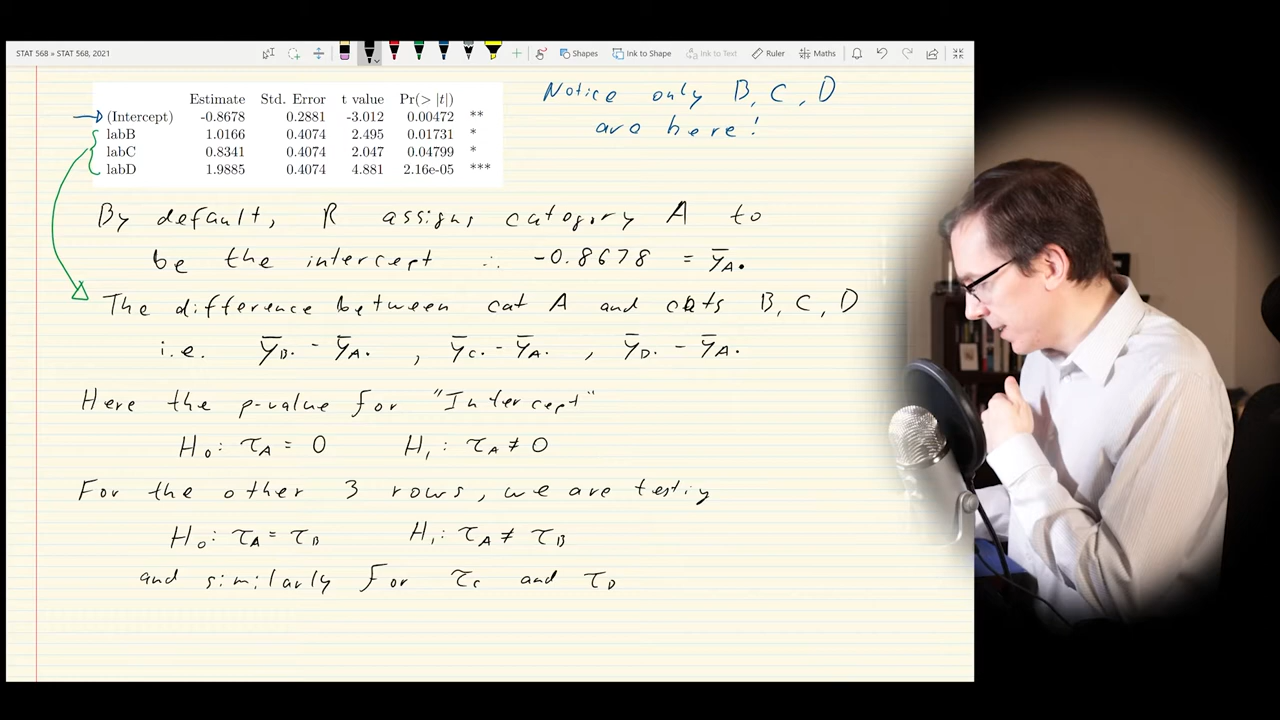 STAT 568 » STAT 568, 2021
Shapes Ink to Shape Ink to Text Ruler Maths
Estimate Std. Error t value Pr(> |t|)
(Intercept) -0.8678 0.2881 -3.012 0.00472 **
labB 1.0166 0.4074 2.495 0.01731 *
labC 0.8341 0.4074 2.047 0.04799 *
labD 1.9885 0.4074 4.881 2.16e-05 ***
Notice only B, C, D
are here!
By default, R assigns category A to
be the intercept ∴ -0.8678 = ȳA.
The difference between cat A and cats B, C, D
i.e. ȳB. - ȳA. , ȳC. - ȳA. , ȳD. - ȳA.
Here the p-value for "Intercept"
H₀: τA = 0 H₁: τA ≠ 0
For the other 3 rows, we are testing
H₀: τA = τB H₁: τA ≠ τB
and similarly for τC and τD